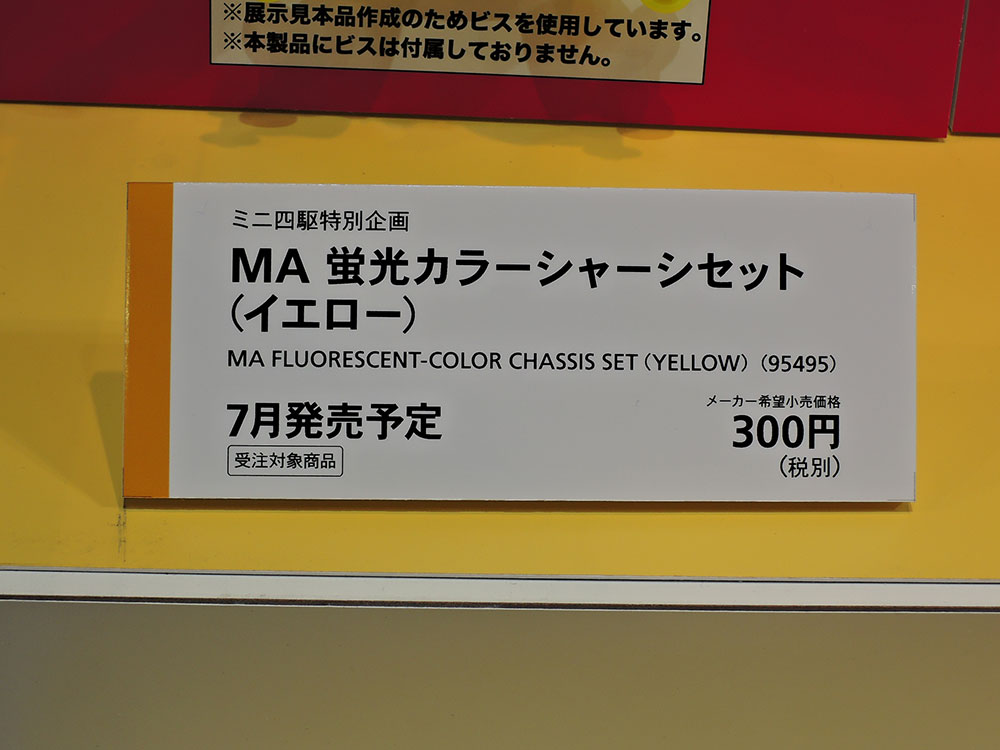 ※展示見本品作成のためビスを使用しています。
※本製品にビスは付属しておりません。
ミニ四駆特別企画
MA 蛍光カラーシャーシセット
(イエロー)
MA FLUORESCENT-COLOR CHASSIS SET (YELLOW) (95495)
7月発売予定
受注対象商品
メーカー希望小売価格
300円
(税別)